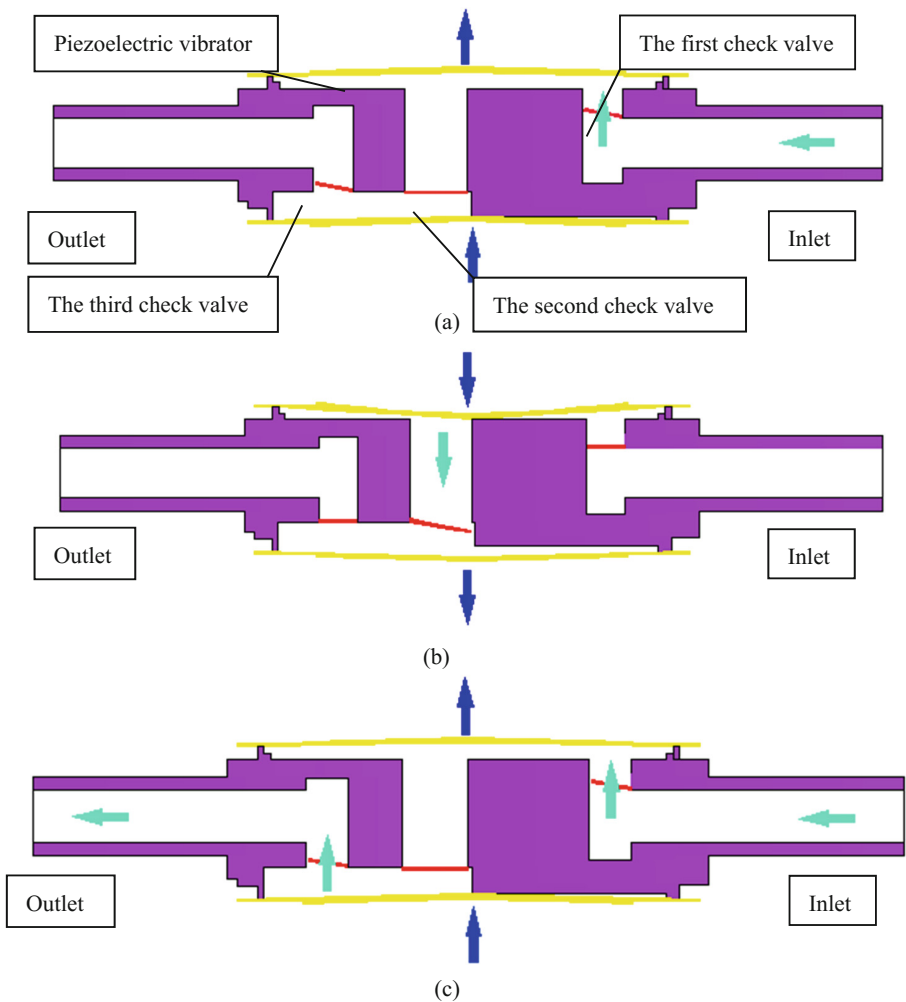 Piezoelectric vibrator
The first check valve
Outlet
Inlet
The third check valve
The second check valve
(a)
Outlet
Inlet
(b)
Outlet
Inlet
(c)